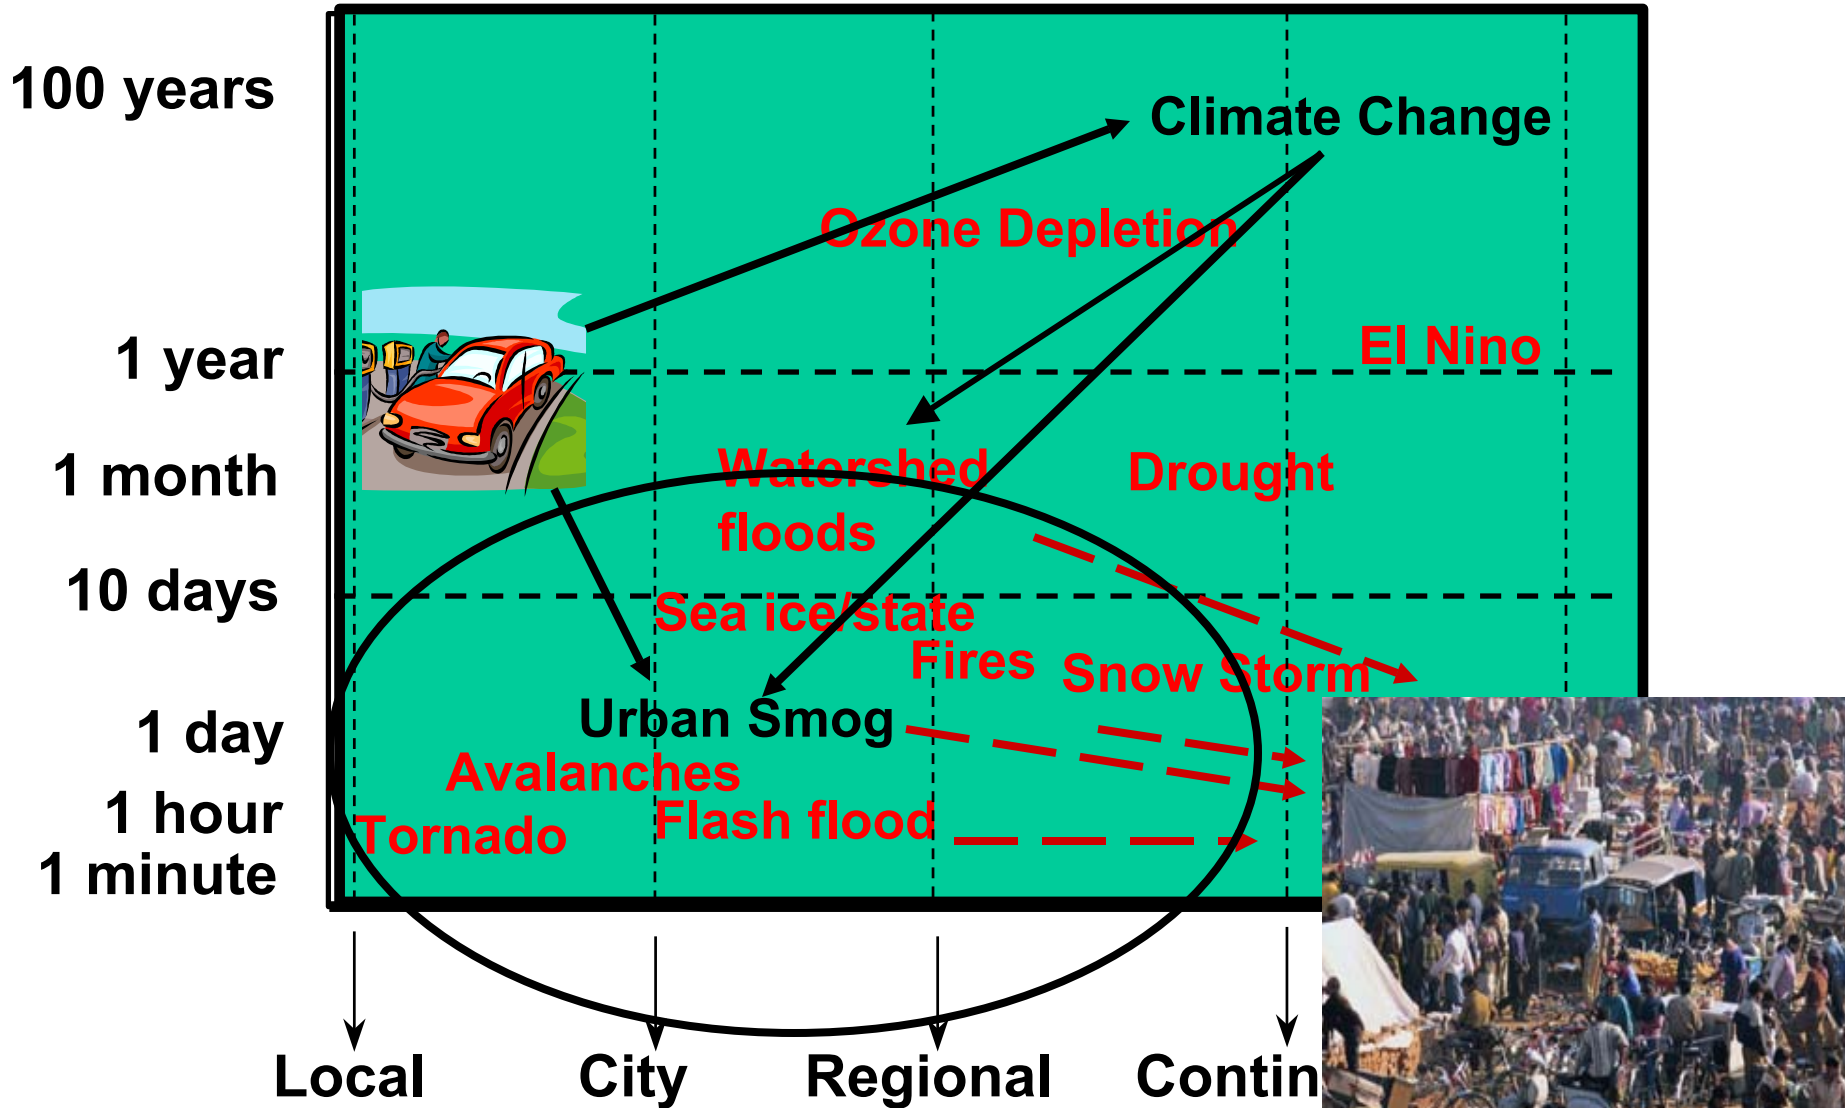 100 years
Climate Change
Ozone Depletion
1 year
El Nino
1 month
Watershed
floods
Drought
10 days
Sea ice/state
Fires
Snow Storm
1 day
Urban Smog
Avalanches
1 hour
Tornado
Flash flood
1 minute
Local
City
Regional
Contin